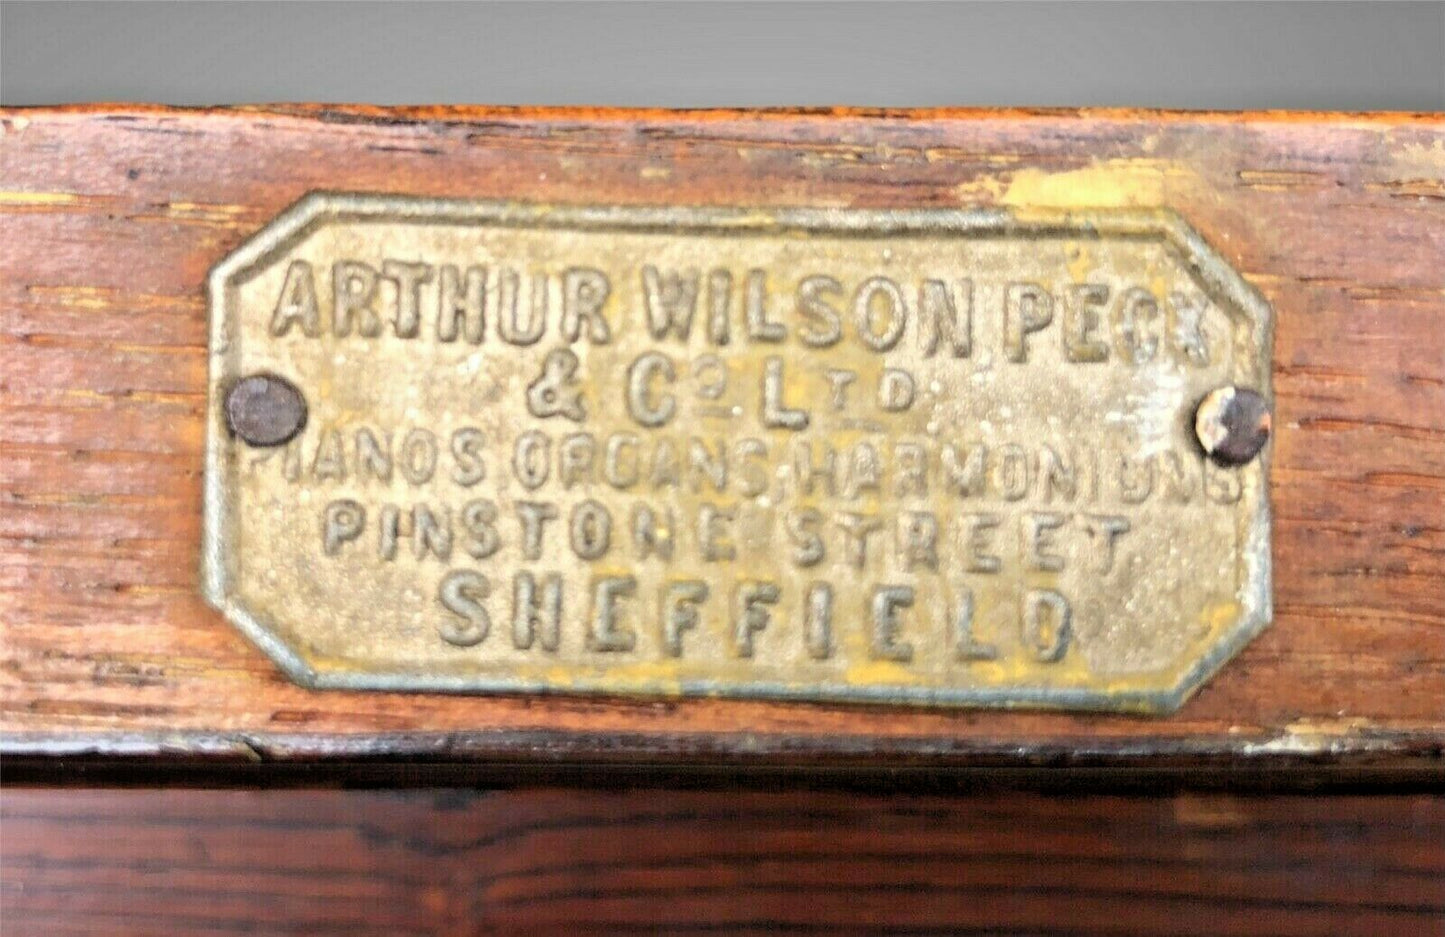 ARTHUR WILSON PECK
& Co LTD
PIANOS ORGANS, HARMONIUMS
PINSTONE STREET
SHEFFIELD